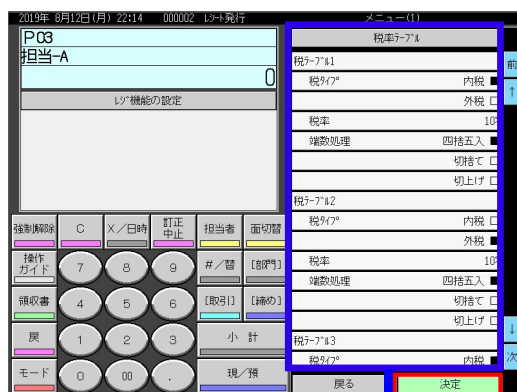 2019年 8月12日(月) 22:14 000002 レシート発行 メニュー(1)
P03
担当-A
0
レジ機能の設定
税率テーブル
税テーブル1
税タイプ 内税 ■
外税 □
税率 10%
端数処理 四捨五入 ■
切捨て □
切上げ □
税テーブル2
税タイプ 内税 □
外税 ■
税率 10%
端数処理 四捨五入 ■
切捨て □
切上げ □
税テーブル3
税タイプ 内税 ■
前
↑
↓
次
戻る 決定
強制解除 C X/日時 訂正中止 担当者 面切替
操作ガイド 7 8 9 #/替 [部門]
領収書 4 5 6 [取引] [締め]
戻 1 2 3 小計
モード 0 00 . 現/預